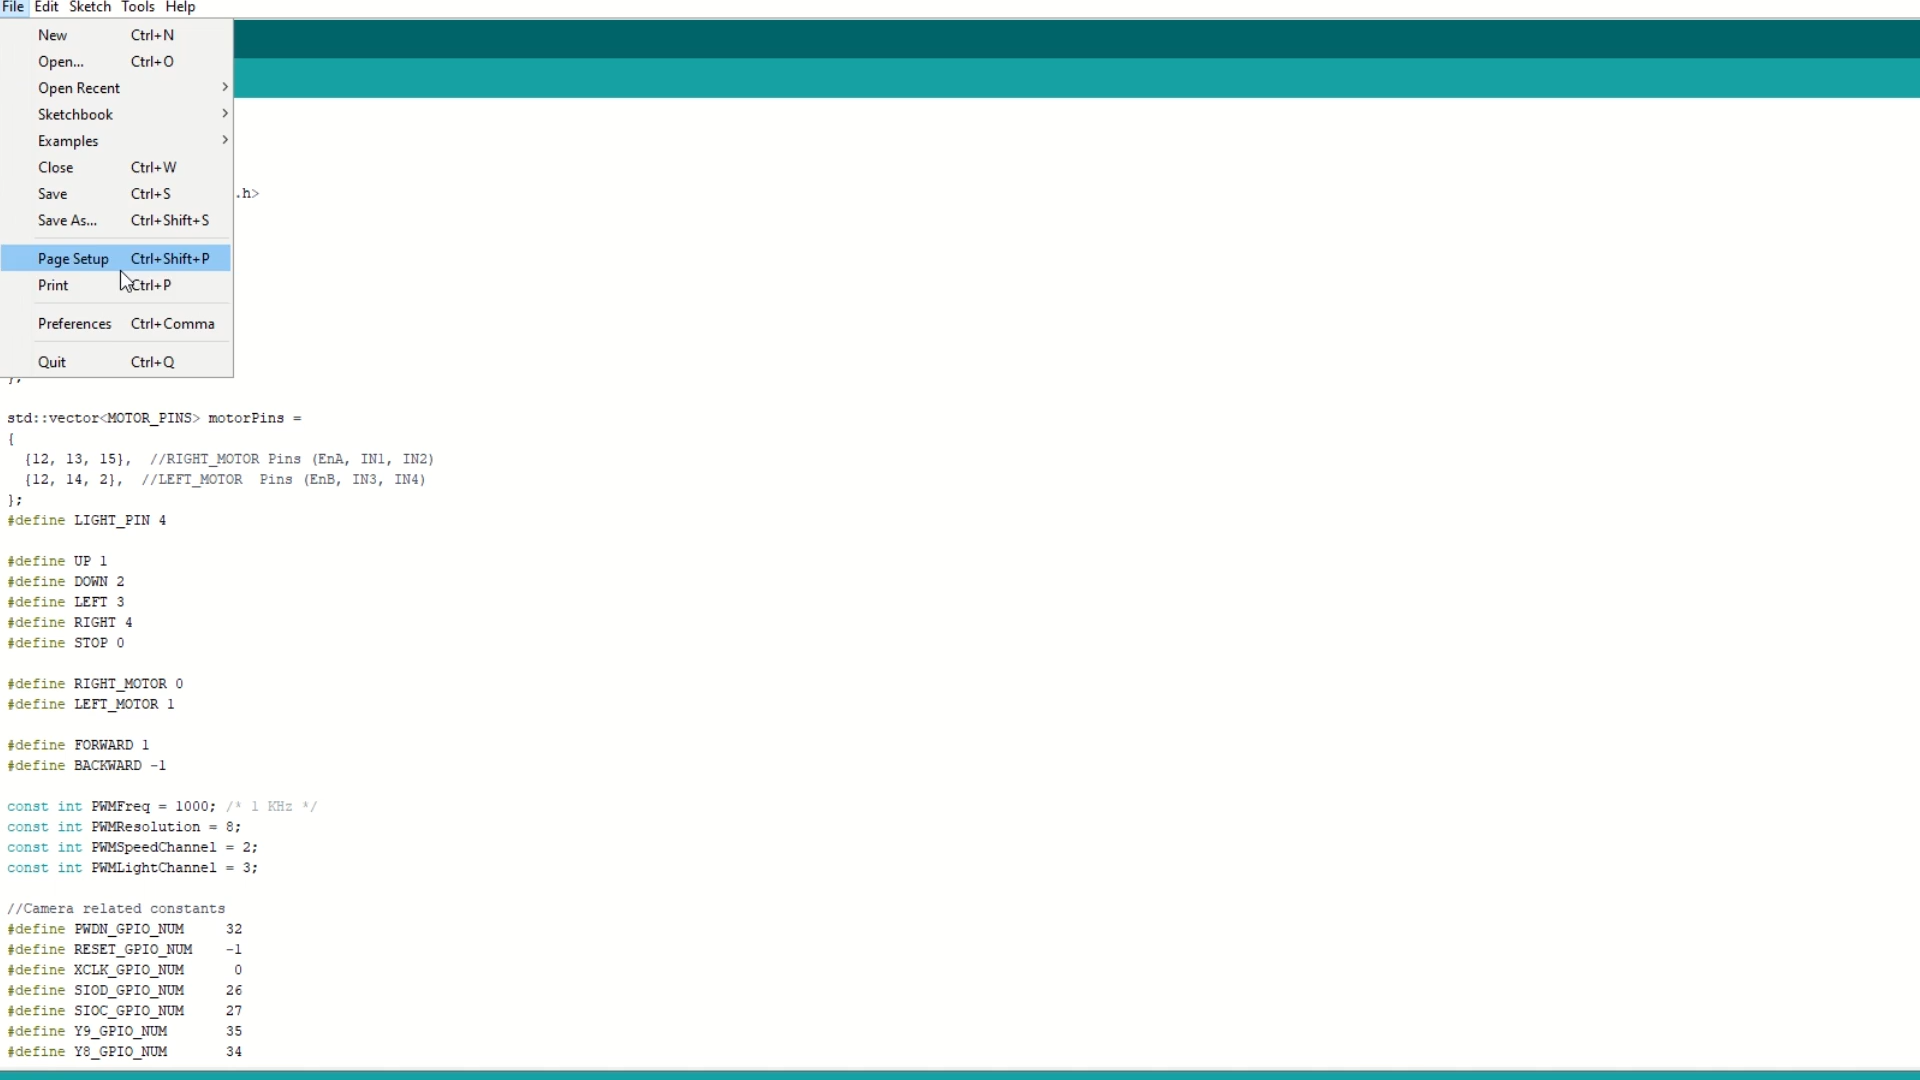 File Edit Sketch Tools Help
New Ctrl+N
Open... Ctrl+O
Open Recent
Sketchbook
Examples
Close Ctrl+W
Save Ctrl+S
.h>
Save As... Ctrl+Shift+S
Page Setup Ctrl+Shift+P
Print Ctrl+P
Preferences Ctrl+Comma
Quit Ctrl+Q
};
std::vector<MOTOR_PINS> motorPins =
{
{12, 13, 15}, //RIGHT_MOTOR Pins (EnA, IN1, IN2)
{12, 14, 2}, //LEFT_MOTOR Pins (EnB, IN3, IN4)
};
#define LIGHT_PIN 4
#define UP 1
#define DOWN 2
#define LEFT 3
#define RIGHT 4
#define STOP 0
#define RIGHT_MOTOR 0
#define LEFT_MOTOR 1
#define FORWARD 1
#define BACKWARD -1
const int PWMFreq = 1000; /* 1 KHz */
const int PWMResolution = 8;
const int PWMSpeedChannel = 2;
const int PWMLightChannel = 3;
//Camera related constants
#define PWDN_GPIO_NUM 32
#define RESET_GPIO_NUM -1
#define XCLK_GPIO_NUM 0
#define SIOD_GPIO_NUM 26
#define SIOC_GPIO_NUM 27
#define Y9_GPIO_NUM 35
#define Y8_GPIO_NUM 34